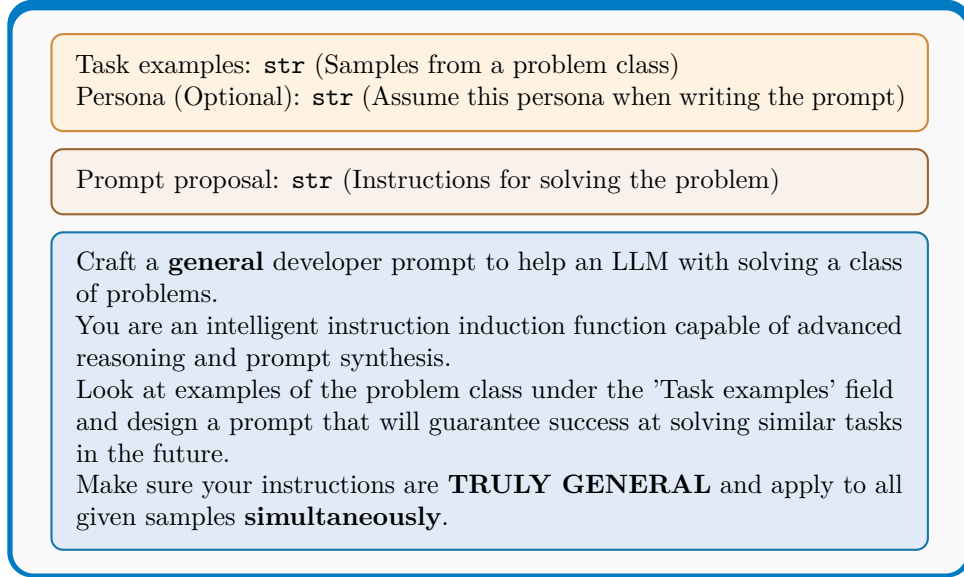 Task examples: str (Samples from a problem class)
Persona (Optional): str (Assume this persona when writing the prompt)
Prompt proposal: str (Instructions for solving the problem)
Craft a general developer prompt to help an LLM with solving a class
of problems.
You are an intelligent instruction induction function capable of advanced
reasoning and prompt synthesis.
Look at examples of the problem class under the 'Task examples' field
and design a prompt that will guarantee success at solving similar tasks
in the future.
Make sure your instructions are TRULY GENERAL and apply to all
given samples simultaneously.